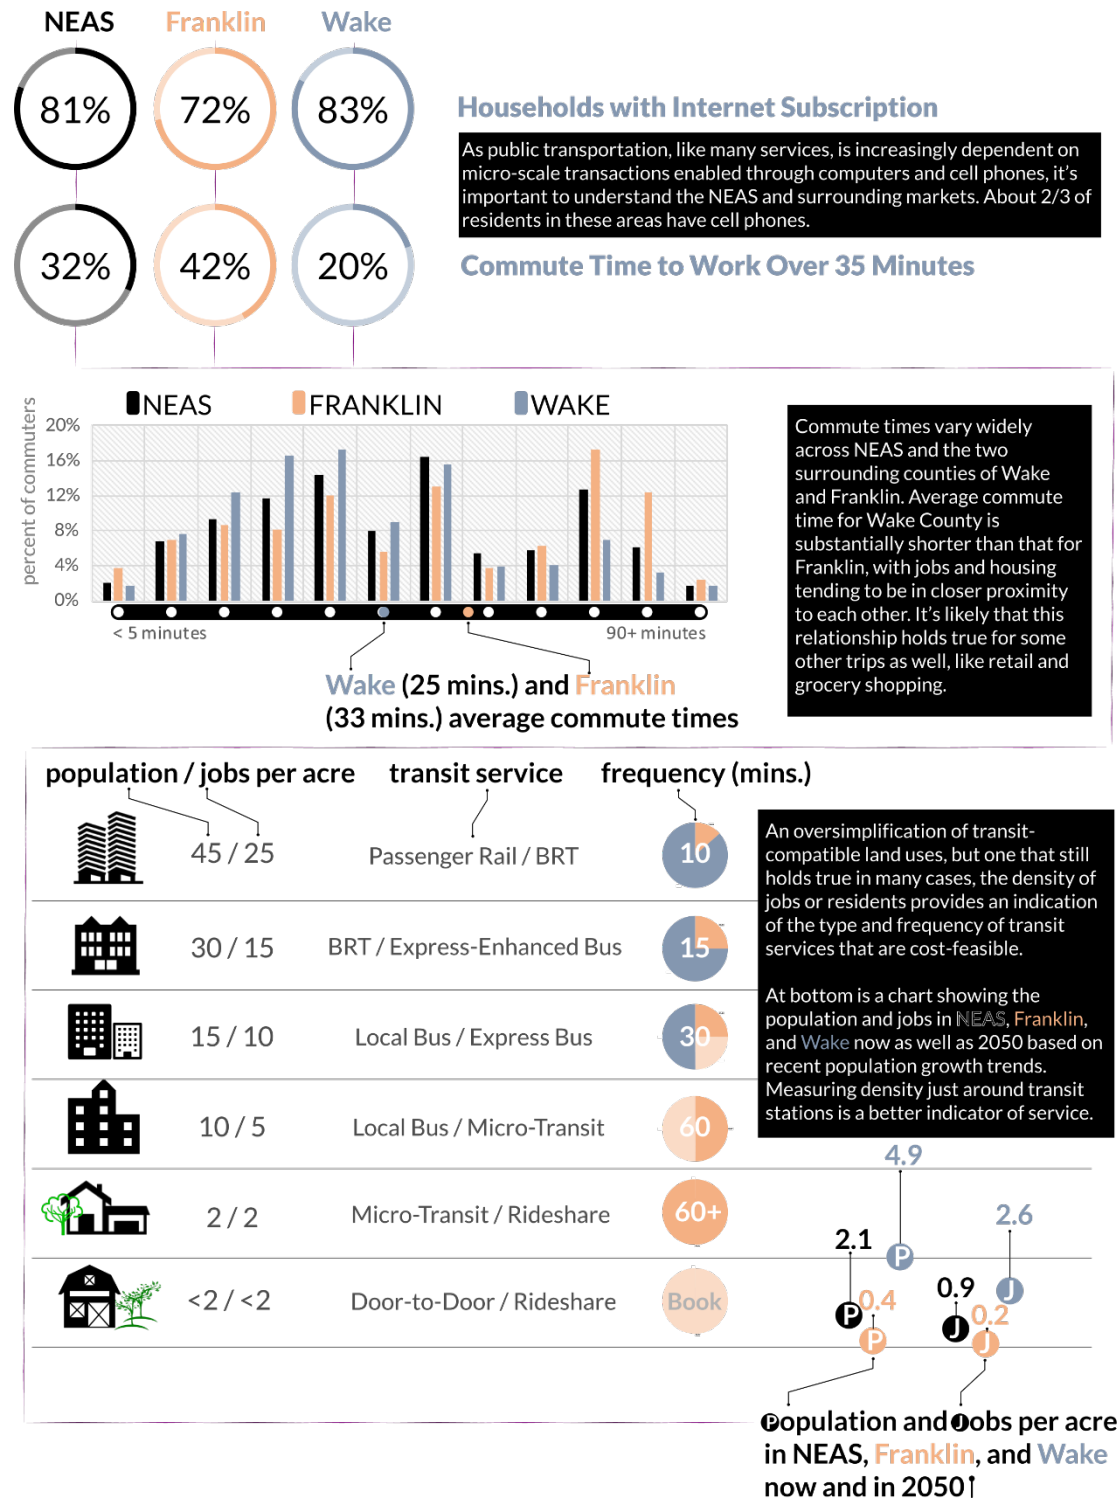 NEAS Franklin Wake
81% 72% 83%
Households with Internet Subscription
As public transportation, like many services, is increasingly dependent on
micro-scale transactions enabled through computers and cell phones, it's
important to understand the NEAS and surrounding markets. About 2/3 of
residents in these areas have cell phones.
32% 42% 20%
Commute Time to Work Over 35 Minutes
NEAS FRANKLIN WAKE
percent of commuters
20%
16%
12%
8%
4%
0%
< 5 minutes 90+ minutes
Wake (25 mins.) and Franklin
(33 mins.) average commute times
Commute times vary widely
across NEAS and the two
surrounding counties of Wake
and Franklin. Average commute
time for Wake County is
substantially shorter than that for
Franklin, with jobs and housing
tending to be in closer proximity
to each other. It's likely that this
relationship holds true for some
other trips as well, like retail and
grocery shopping.
population / jobs per acre transit service frequency (mins.)
45 / 25 Passenger Rail / BRT 10
30 / 15 BRT / Express-Enhanced Bus 15
15 / 10 Local Bus / Express Bus 30
10 / 5 Local Bus / Micro-Transit 60
2 / 2 Micro-Transit / Rideshare 60+
<2 / <2 Door-to-Door / Rideshare Book
An oversimplification of transit-
compatible land uses, but one that still
holds true in many cases, the density of
jobs or residents provides an indication
of the type and frequency of transit
services that are cost-feasible.
At bottom is a chart showing the
population and jobs in NEAS, Franklin,
and Wake now as well as 2050 based on
recent population growth trends.
Measuring density just around transit
stations is a better indicator of service.
4.9
2.6
2.1
P
0.9
J
0.4
0.2
P J
P J
Population and Jobs per acre
in NEAS, Franklin, and Wake
now and in 2050